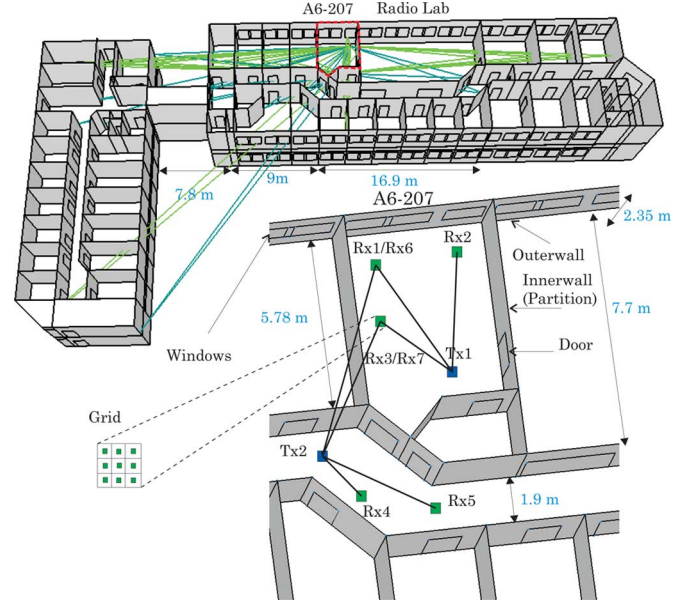 A6-207 Radio Lab
7.8 m
9m
16.9 m
A6-207
2.35 m
Rx1/Rx6
Rx2
Outerwall
Innerwall
(Partition)
5.78 m
7.7 m
Windows
Rx3/Rx7
Tx1
Door
Grid
Tx2
Rx4
Rx5
1.9 m